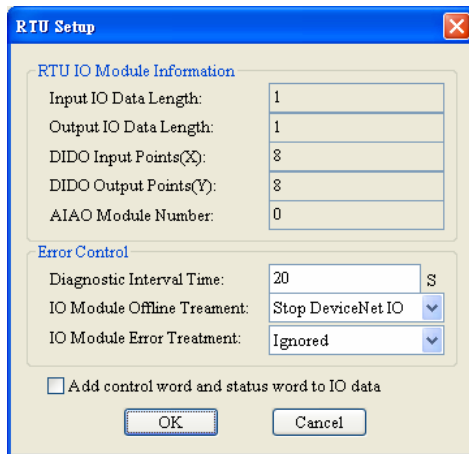 RTU Setup
RTU IO Module Information
Input IO Data Length: 1
Output IO Data Length: 1
DIDO Input Points(X): 8
DIDO Output Points(Y): 8
AIAO Module Number: 0
Error Control
Diagnostic Interval Time: 20 S
IO Module Offline Treament: Stop DeviceNet IO
IO Module Error Treatment: Ignored
Add control word and status word to IO data
OK Cancel